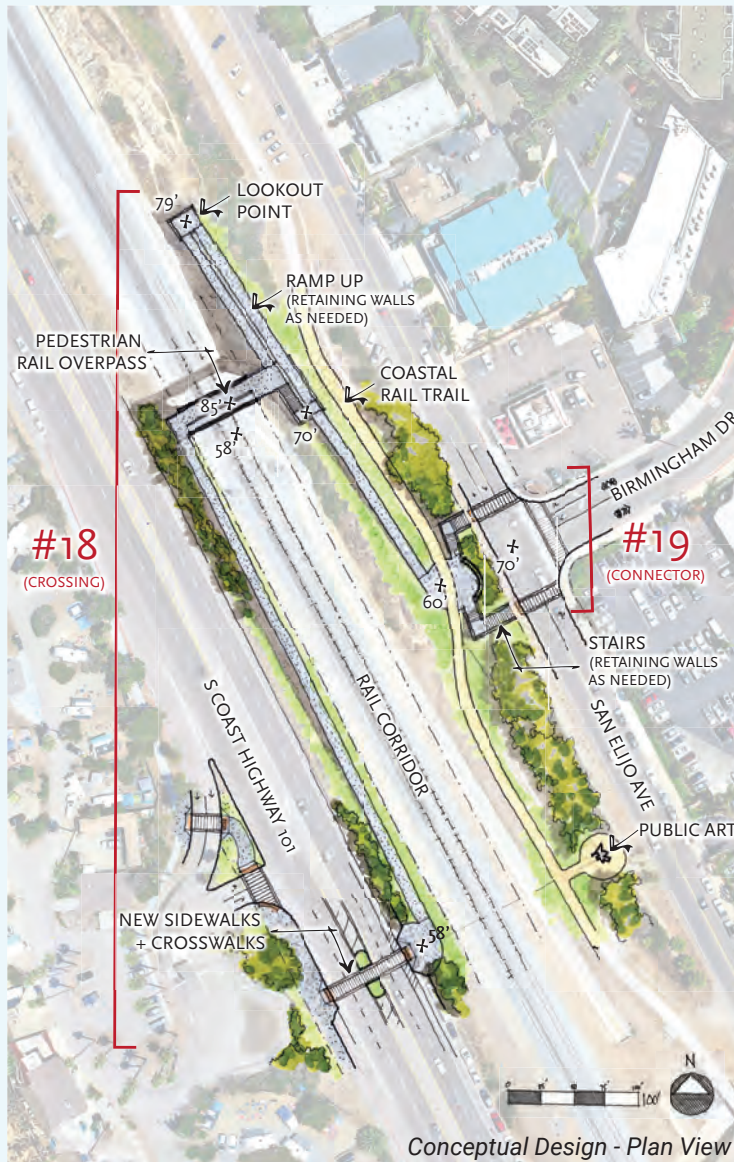 79'
LOOKOUT
POINT
RAMP UP
(RETAINING WALLS
AS NEEDED)
PEDESTRIAN
RAIL OVERPASS
COASTAL
RAIL TRAIL
85'
58'
70'
BIRMINGHAM DR
#18
(CROSSING)
#19
(CONNECTOR)
70'
60'
STAIRS
(RETAINING WALLS
AS NEEDED)
RAIL CORRIDOR
S COAST HIGHWAY 101
SAN ELIJO AVE
PUBLIC ART
NEW SIDEWALKS
+ CROSSWALKS
58'
N
100'
Conceptual Design - Plan View